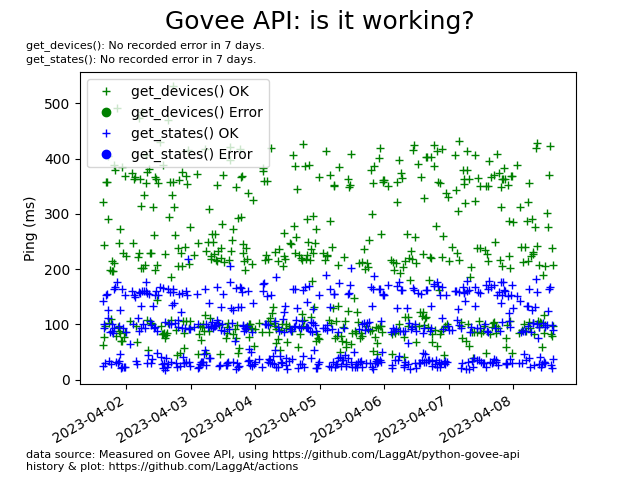 Govee API: is it working?
get_devices(): No recorded error in 7 days.
get_states(): No recorded error in 7 days.
get_devices() OK
get_devices() Error
get_states() OK
get_states() Error
Ping (ms)
500
400
300
200
100
0
2023-04-02
2023-04-03
2023-04-04
2023-04-05
2023-04-06
2023-04-07
2023-04-08
data source: Measured on Govee API, using https://github.com/LaggAt/python-govee-api
history & plot: https://github.com/LaggAt/actions